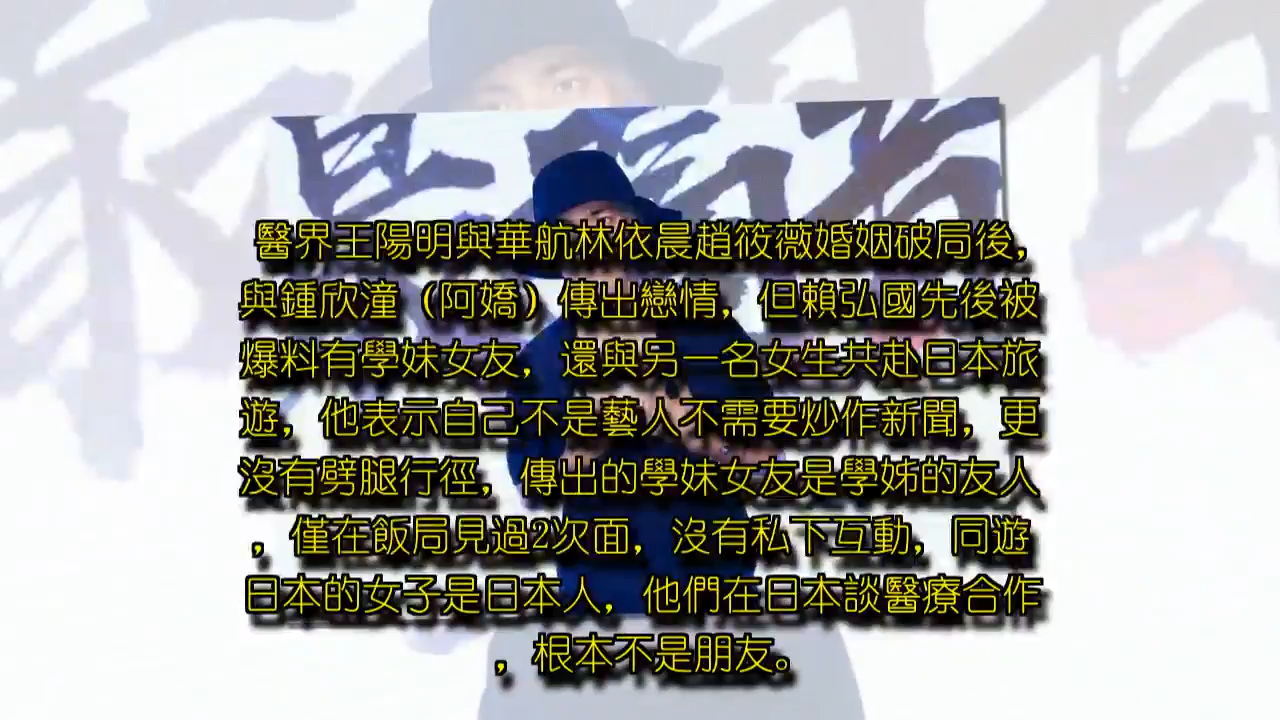 醫界王陽明與華航林依晨趙筱薇婚姻破局後，
與鍾欣潼（阿嬌）傳出戀情，但賴弘國先後被
爆料有學妹女友，還與另一名女生共赴日本旅
遊，他表示自己不是藝人不需要炒作新聞，更
沒有劈腿行徑，傳出的學妹女友是學姊的友人
，僅在飯局見過2次面，沒有私下互動，同遊
日本的女子是日本人，他們在日本談醫療合作
，根本不是朋友。